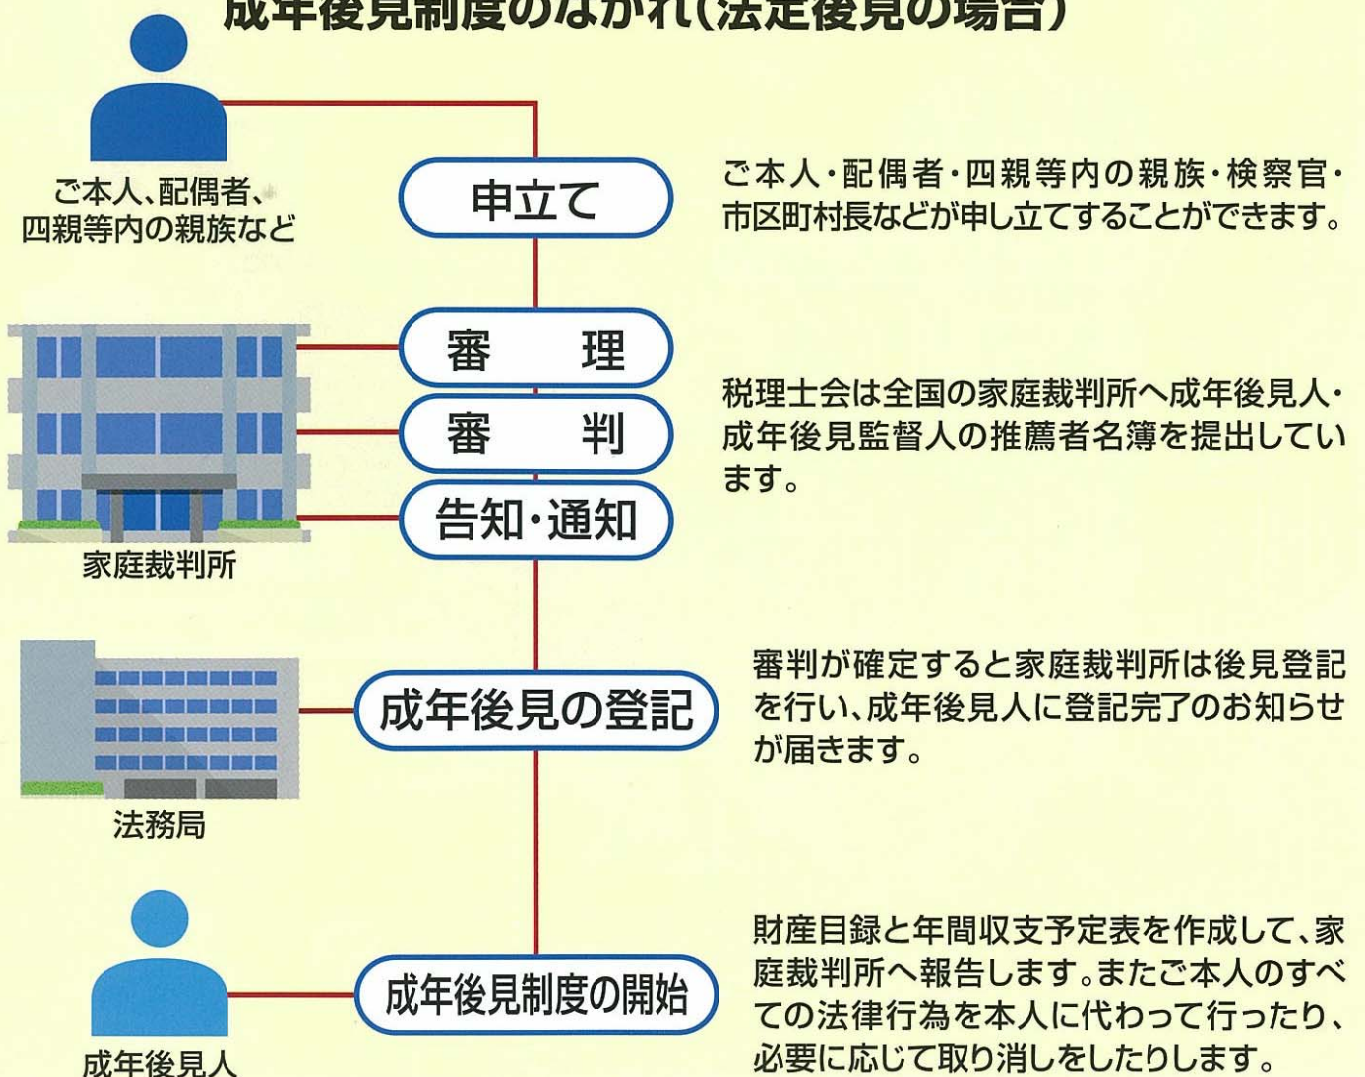 成年後見制度のながれ(法定後見の場合)
ご本人、配偶者、
四親等内の親族など
申立て
ご本人・配偶者・四親等内の親族・検察官・
市区町村長などが申し立てすることができます。
審 理
審 判
告知・通知
家庭裁判所
税理士会は全国の家庭裁判所へ成年後見人・
成年後見監督人の推薦者名簿を提出してい
ます。
成年後見の登記
法務局
審判が確定すると家庭裁判所は後見登記
を行い、成年後見人に登記完了のお知らせ
が届きます。
成年後見制度の開始
成年後見人
財産目録と年間収支予定表を作成して、家
庭裁判所へ報告します。またご本人のすべ
ての法律行為を本人に代わって行ったり、
必要に応じて取り消しをしたりします。